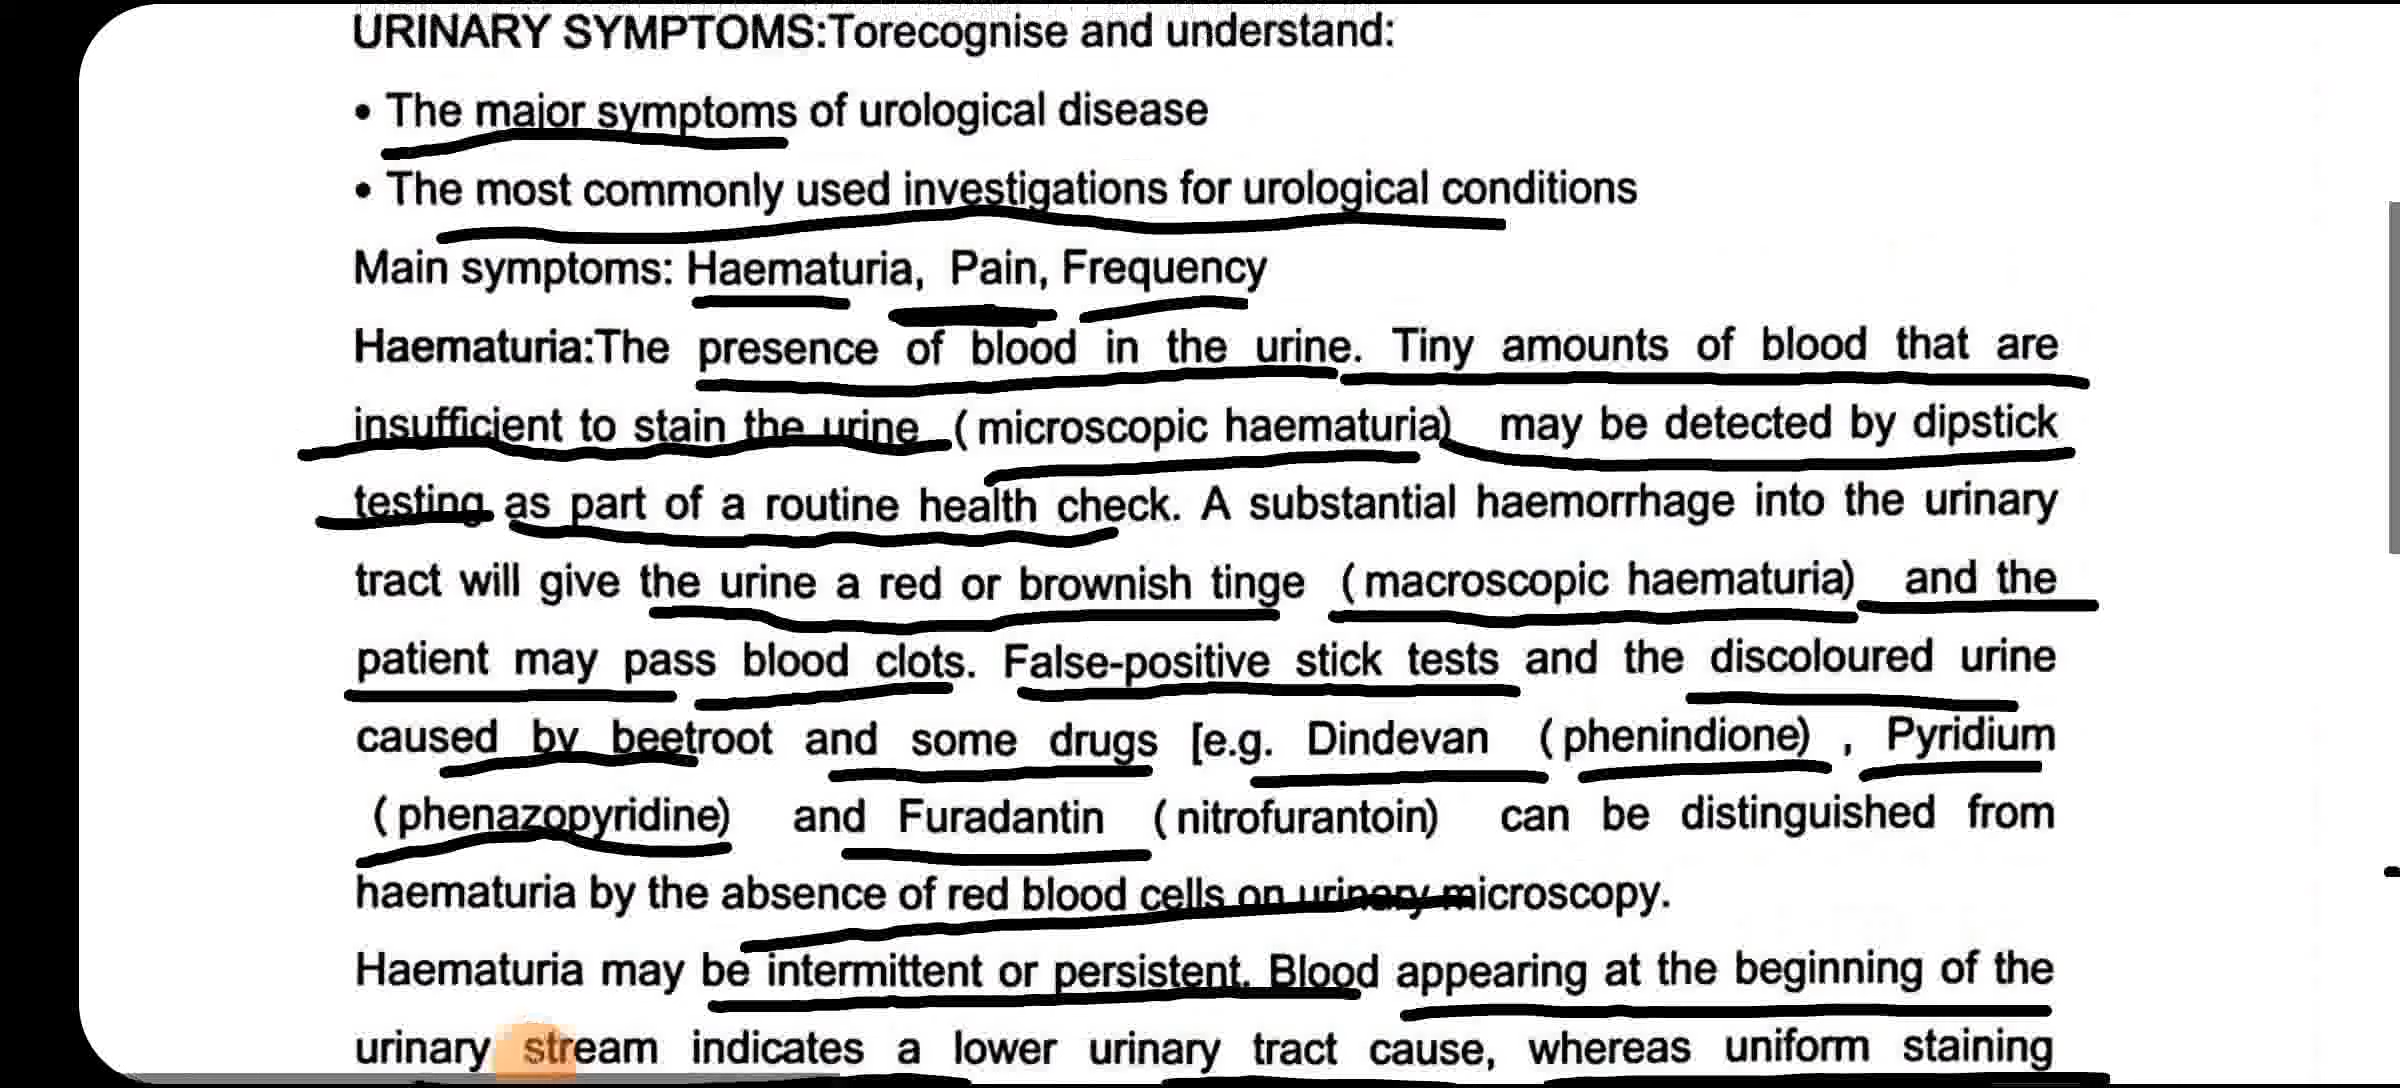 URINARY SYMPTOMS:Torecognise and understand:
• The major symptoms of urological disease
• The most commonly used investigations for urological conditions
Main symptoms: Haematuria, Pain, Frequency
Haematuria:The presence of blood in the urine. Tiny amounts of blood that are
insufficient to stain the urine (microscopic haematuria) may be detected by dipstick
testing as part of a routine health check. A substantial haemorrhage into the urinary
tract will give the urine a red or brownish tinge (macroscopic haematuria) and the
patient may pass blood clots. False-positive stick tests and the discoloured urine
caused by beetroot and some drugs [e.g. Dindevan (phenindione) , Pyridium
(phenazopyridine) and Furadantin (nitrofurantoin) can be distinguished from
haematuria by the absence of red blood cells on urinary microscopy.
Haematuria may be intermittent or persistent. Blood appearing at the beginning of the
urinary stream indicates a lower urinary tract cause, whereas uniform staining